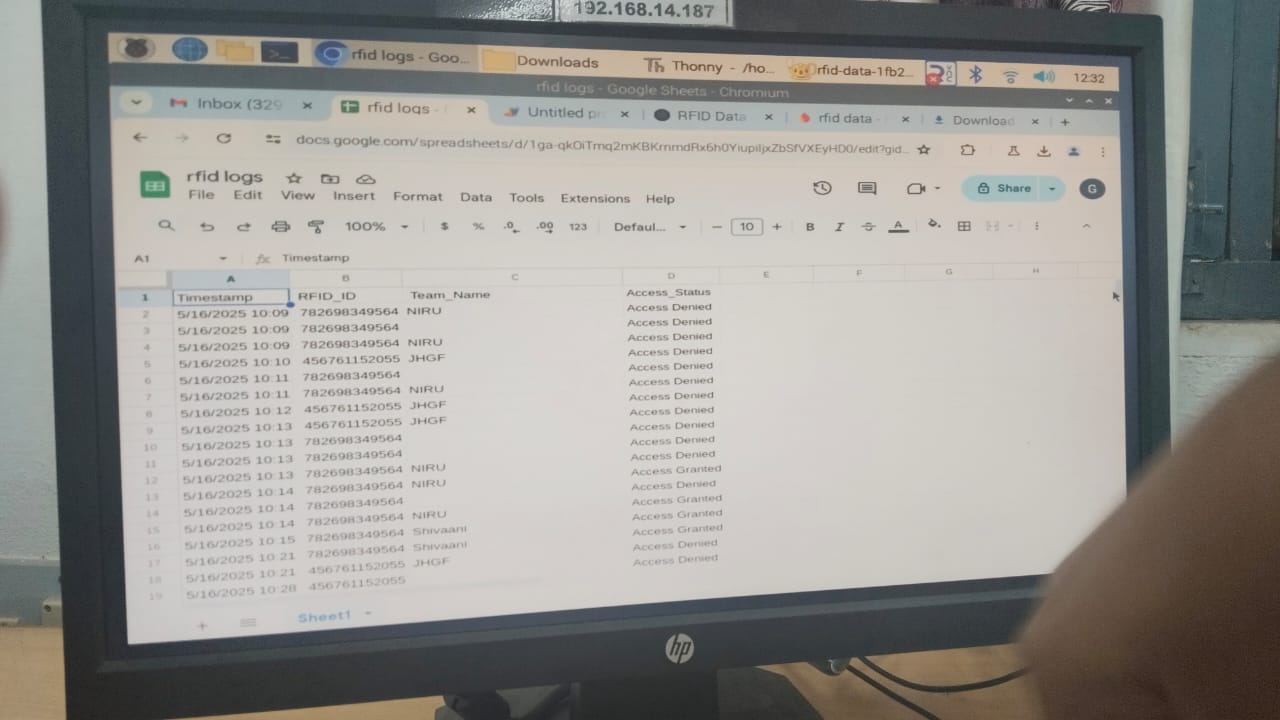 192.168.14.187
rfid logs - Goo... Downloads Th Thonny - /ho... rfid-data-1fb2... 12:32
rfid logs - Google Sheets - Chromium
Inbox (329 rfid logs - Untitled pr RFID Data rfid data - Download
docs.google.com/spreadsheets/d/1ga-qkOiTmq2mKBKrnmdRx6h0YiupiljxZbSfVXEyHD0/edit?gid...
rfid logs
File Edit View Insert Format Data Tools Extensions Help Share G
100% $ % .0 .00 123 Defaul... − 10 + B I S A
A1 fx Timestamp
A B C D E F G H
1 Timestamp RFID_ID Team_Name Access_Status
2 5/16/2025 10:09 782698349564 NIRU Access Denied
3 5/16/2025 10:09 782698349564 Access Denied
4 5/16/2025 10:09 782698349564 NIRU Access Denied
5 5/16/2025 10:10 456761152055 JHGF Access Denied
6 5/16/2025 10:11 782698349564 Access Denied
7 5/16/2025 10:11 782698349564 NIRU Access Denied
8 5/16/2025 10:12 456761152055 JHGF Access Denied
9 5/16/2025 10:13 456761152055 JHGF Access Denied
10 5/16/2025 10:13 782698349564 Access Denied
11 5/16/2025 10:13 782698349564 Access Denied
12 5/16/2025 10:13 782698349564 NIRU Access Denied
13 5/16/2025 10:14 782698349564 NIRU Access Granted
14 5/16/2025 10:14 782698349564 Access Denied
15 5/16/2025 10:14 782698349564 NIRU Access Granted
16 5/16/2025 10:15 782698349564 Shivaani Access Granted
17 5/16/2025 10:21 782698349564 Shivaani Access Granted
18 5/16/2025 10:21 456761152055 JHGF Access Denied
19 5/16/2025 10:28 456761152055 Access Denied
Sheet1
hp